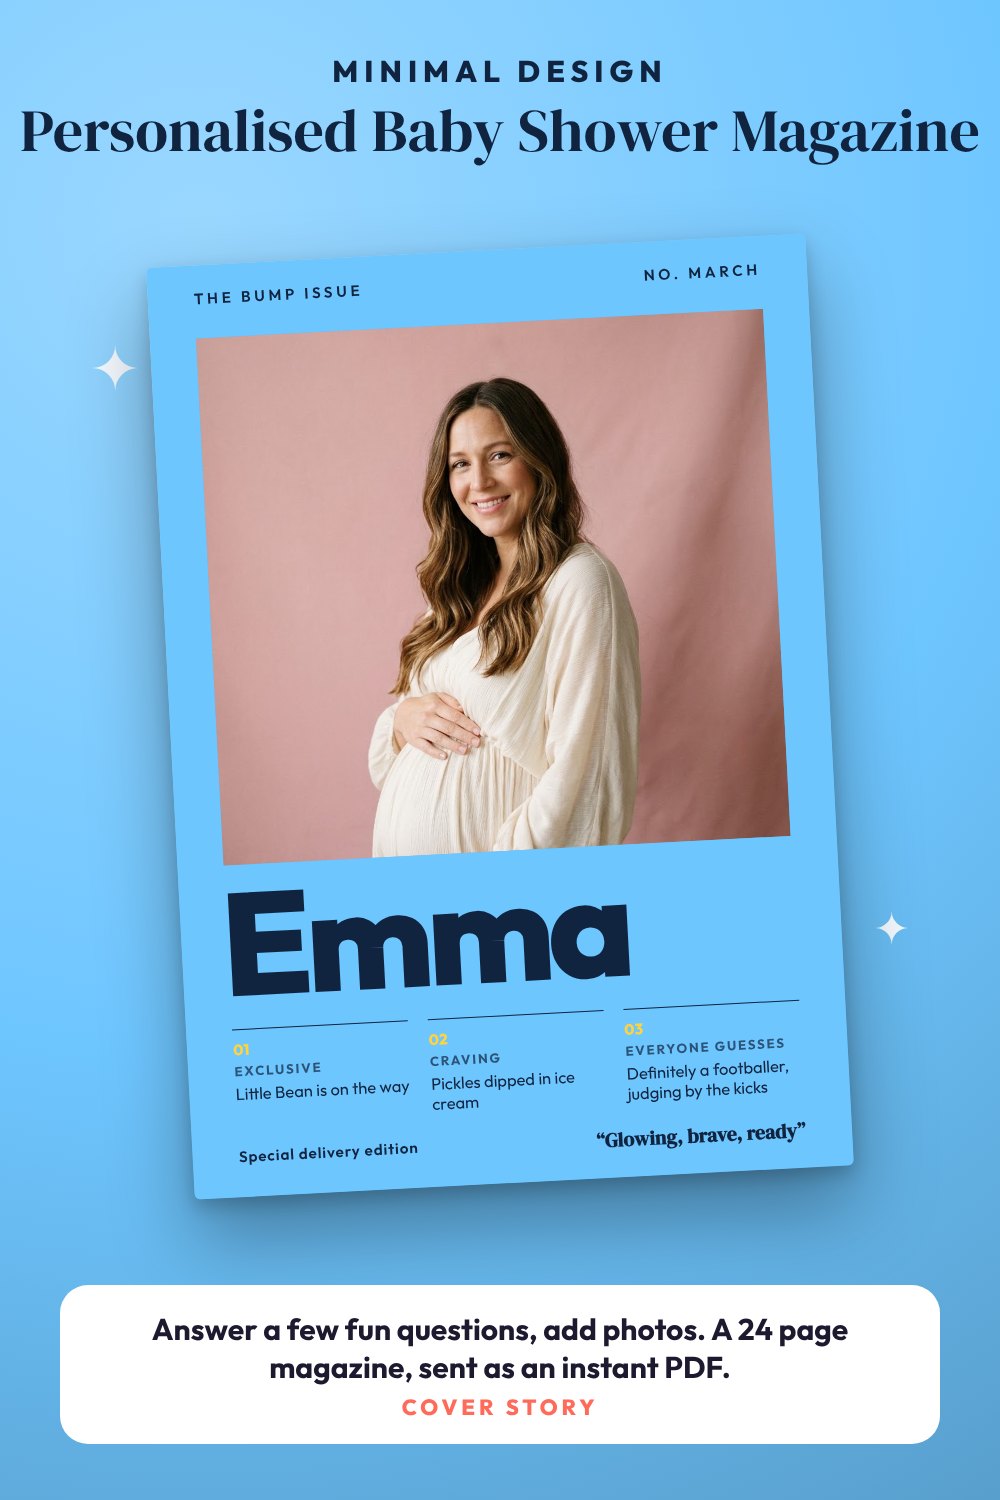 MINIMAL DESIGN
Personalised Baby Shower Magazine
THE BUMP ISSUE
NO. MARCH
Emma
01
EXCLUSIVE
Little Bean is on the way
02
CRAVING
Pickles dipped in ice
cream
03
EVERYONE GUESSES
Definitely a footballer,
judging by the kicks
Special delivery edition
“Glowing, brave, ready”
Answer a few fun questions, add photos. A 24 page
magazine, sent as an instant PDF.
COVER STORY